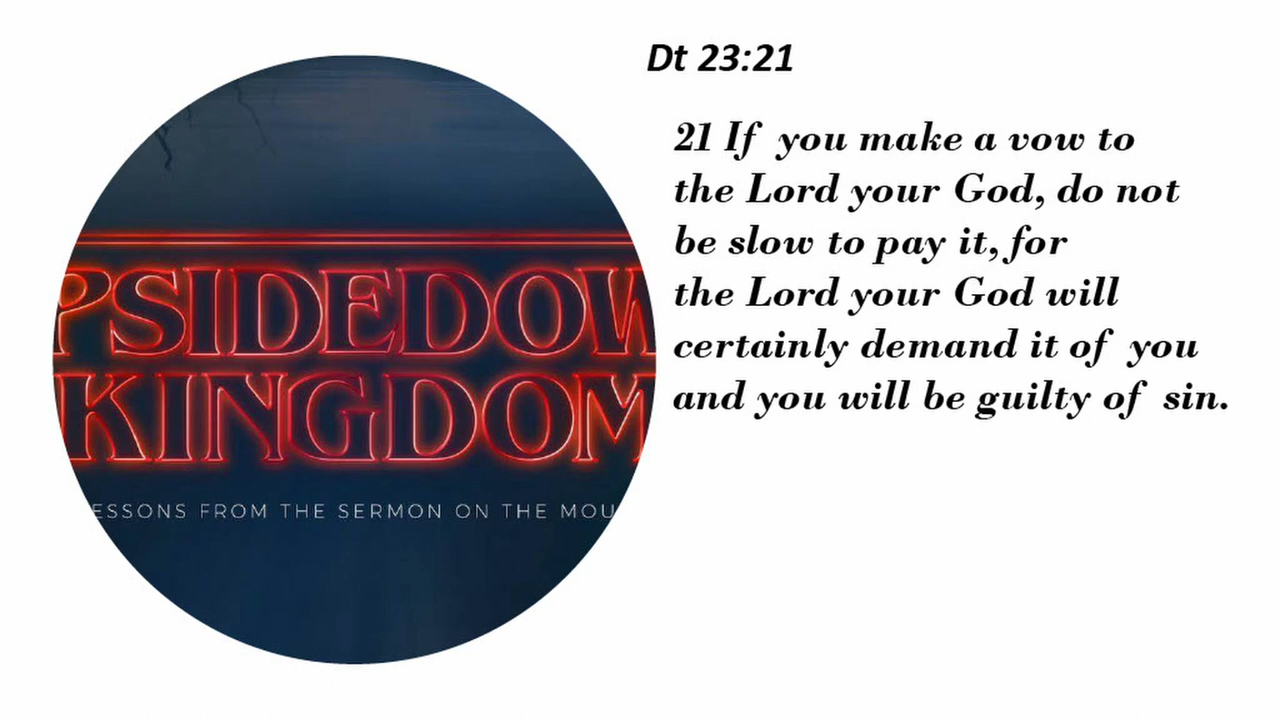 Dt 23:21
21 If you make a vow to
the Lord your God, do not
be slow to pay it, for
the Lord your God will
certainly demand it of you
and you will be guilty of sin.
PSIDEDOW
KINGDOM
ESSONS FROM THE SERMON ON THE MOU